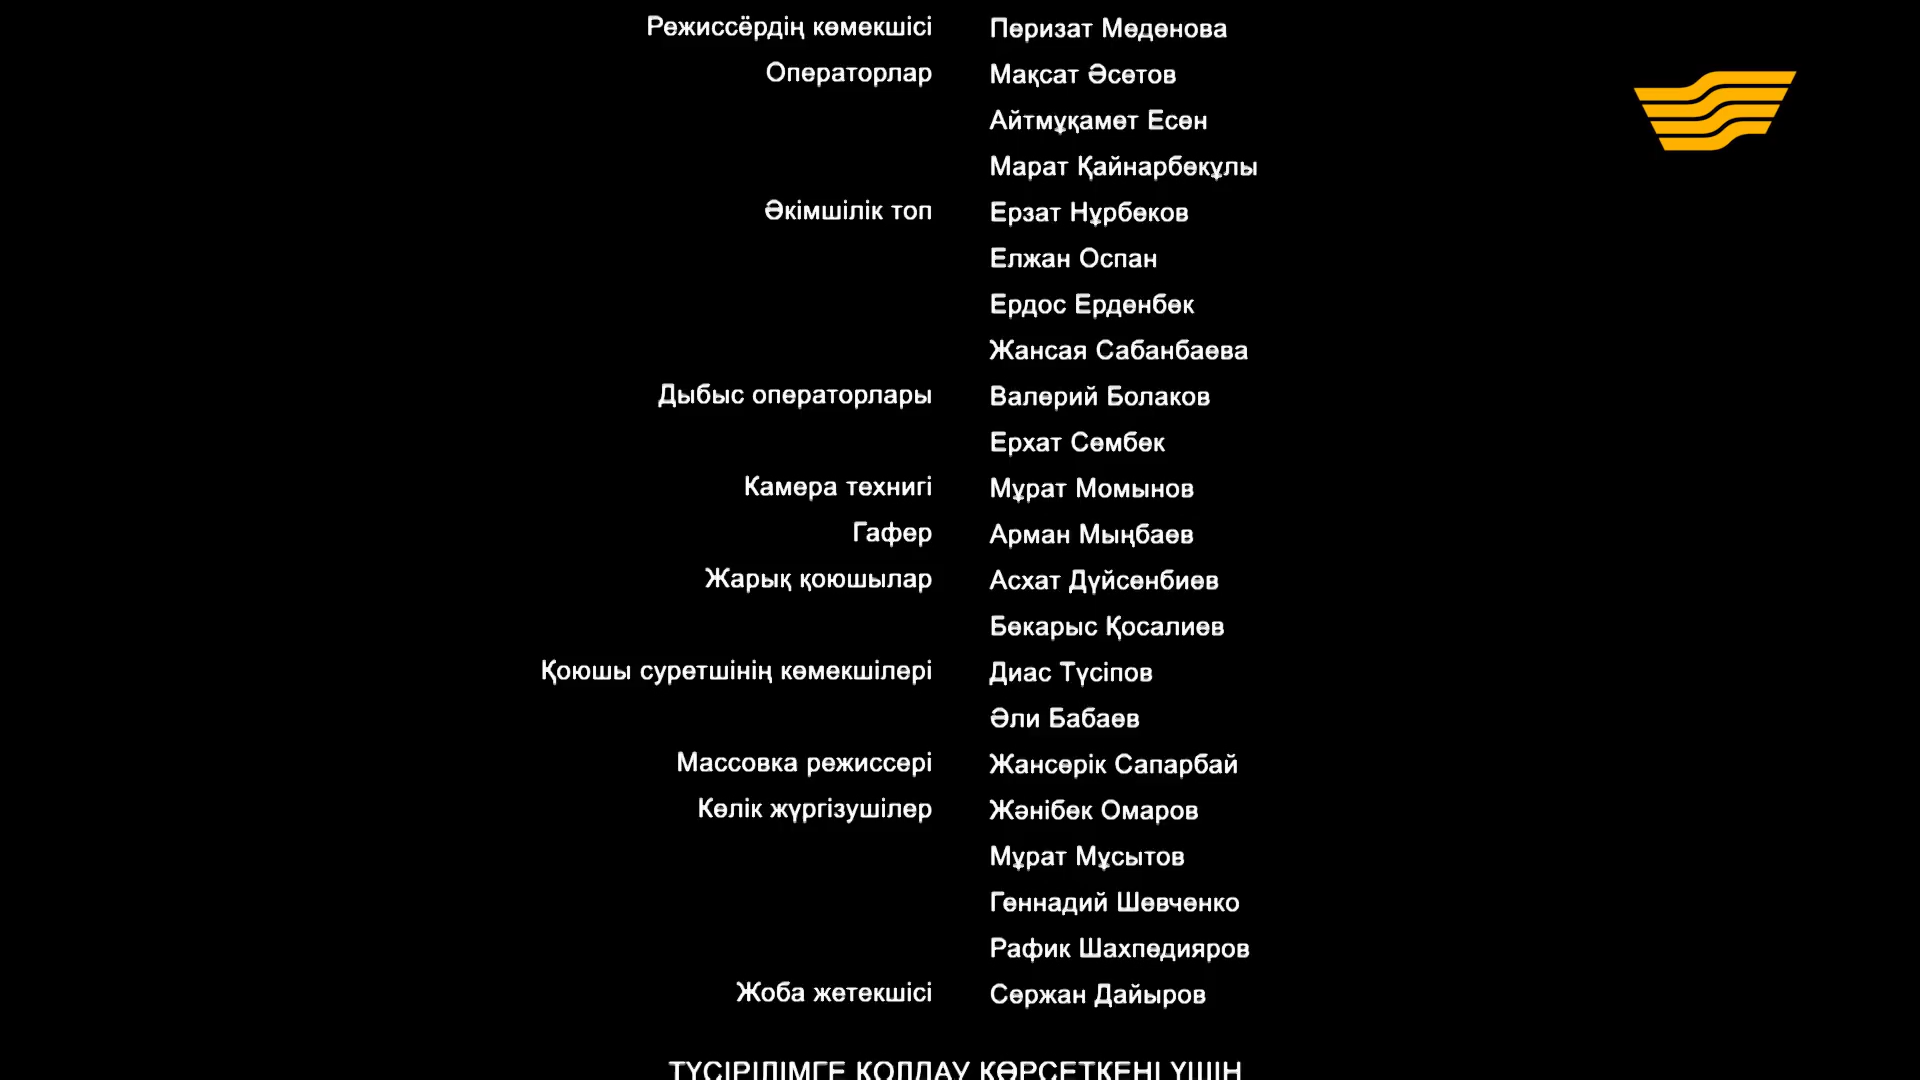 Режиссёрдің көмекшісі Перизат Меденова
Операторлар Мақсат Әсетов
Айтмұқамет Есен
Марат Қайнарбекұлы
Әкімшілік топ Ерзат Нұрбеков
Елжан Оспан
Ердос Ерденбек
Жансая Сабанбаева
Дыбыс операторлары Валерий Болаков
Ерхат Сембек
Камера технигі Мұрат Момынов
Гафер Арман Мыңбаев
Жарық қоюшылар Асхат Дүйсенбиев
Бекарыс Қосалиев
Қоюшы суретшінің көмекшілері Диас Түсіпов
Әли Бабаев
Массовка режиссері Жансерік Сапарбай
Көлік жүргізушілер Жәнібек Омаров
Мұрат Мұсытов
Геннадий Шевченко
Рафик Шахпедияров
Жоба жетекшісі Сержан Дайыров
ТҮСІРІЛІМГЕ ҚОЛДАУ КӨРСЕТКЕНІ ҮШІН